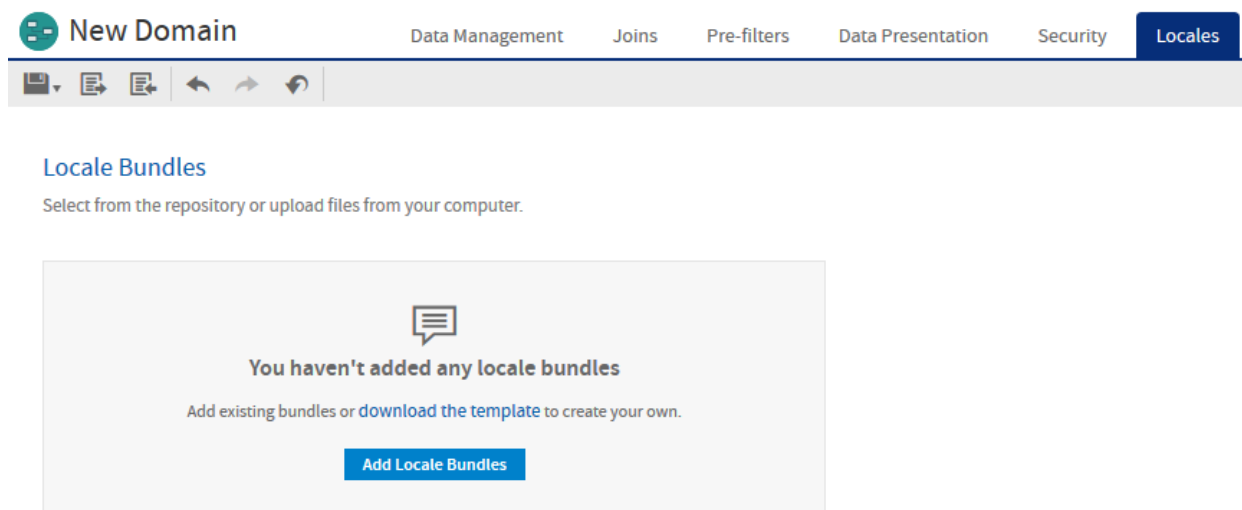 New Domain
Data Management Joins Pre-filters Data Presentation Security Locales
Locale Bundles
Select from the repository or upload files from your computer.
You haven't added any locale bundles
Add existing bundles or download the template to create your own.
Add Locale Bundles